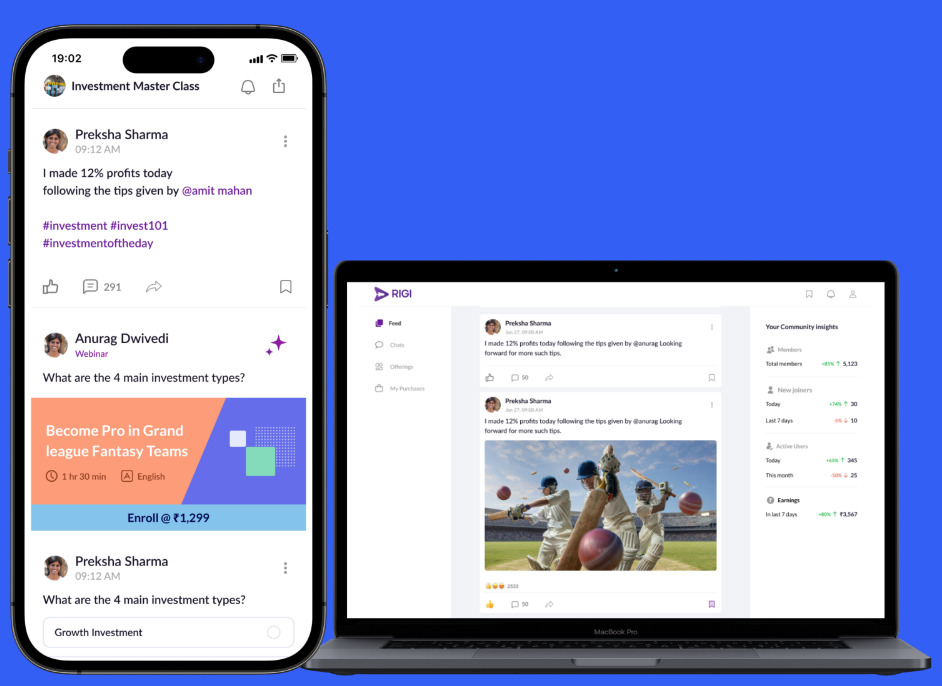 19:02
Investment Master Class
Preksha Sharma
09:12 AM
I made 12% profits today
following the tips given by @amit mahan
#investment #invest101
#investmentoftheday
291
Anurag Dwivedi
Webinar
What are the 4 main investment types?
Become Pro in Grand
league Fantasy Teams
1 hr 30 min A English
Enroll @ ₹1,299
Preksha Sharma
09:12 AM
What are the 4 main investment types?
Growth Investment
RIGI
Feed
Chats
Offerings
My Purchases
Preksha Sharma
Jan 27, 09:08 AM
I made 12% profits today following the tips given by @anurag Looking
forward for more such tips.
50
Preksha Sharma
Jan 27, 09:08 AM
I made 12% profits today following the tips given by @anurag Looking
forward for more such tips.
2533
50
Your Community insights
Members
Total members +85% ↑ 5,123
New joiners
Today +74% ↑ 30
Last 7 days -5% ↓ 10
Active Users
Today +65% ↑ 345
This month -10% ↓ 25
Earnings
In last 7 days +80% ↑ ₹3,567
MacBook Pro